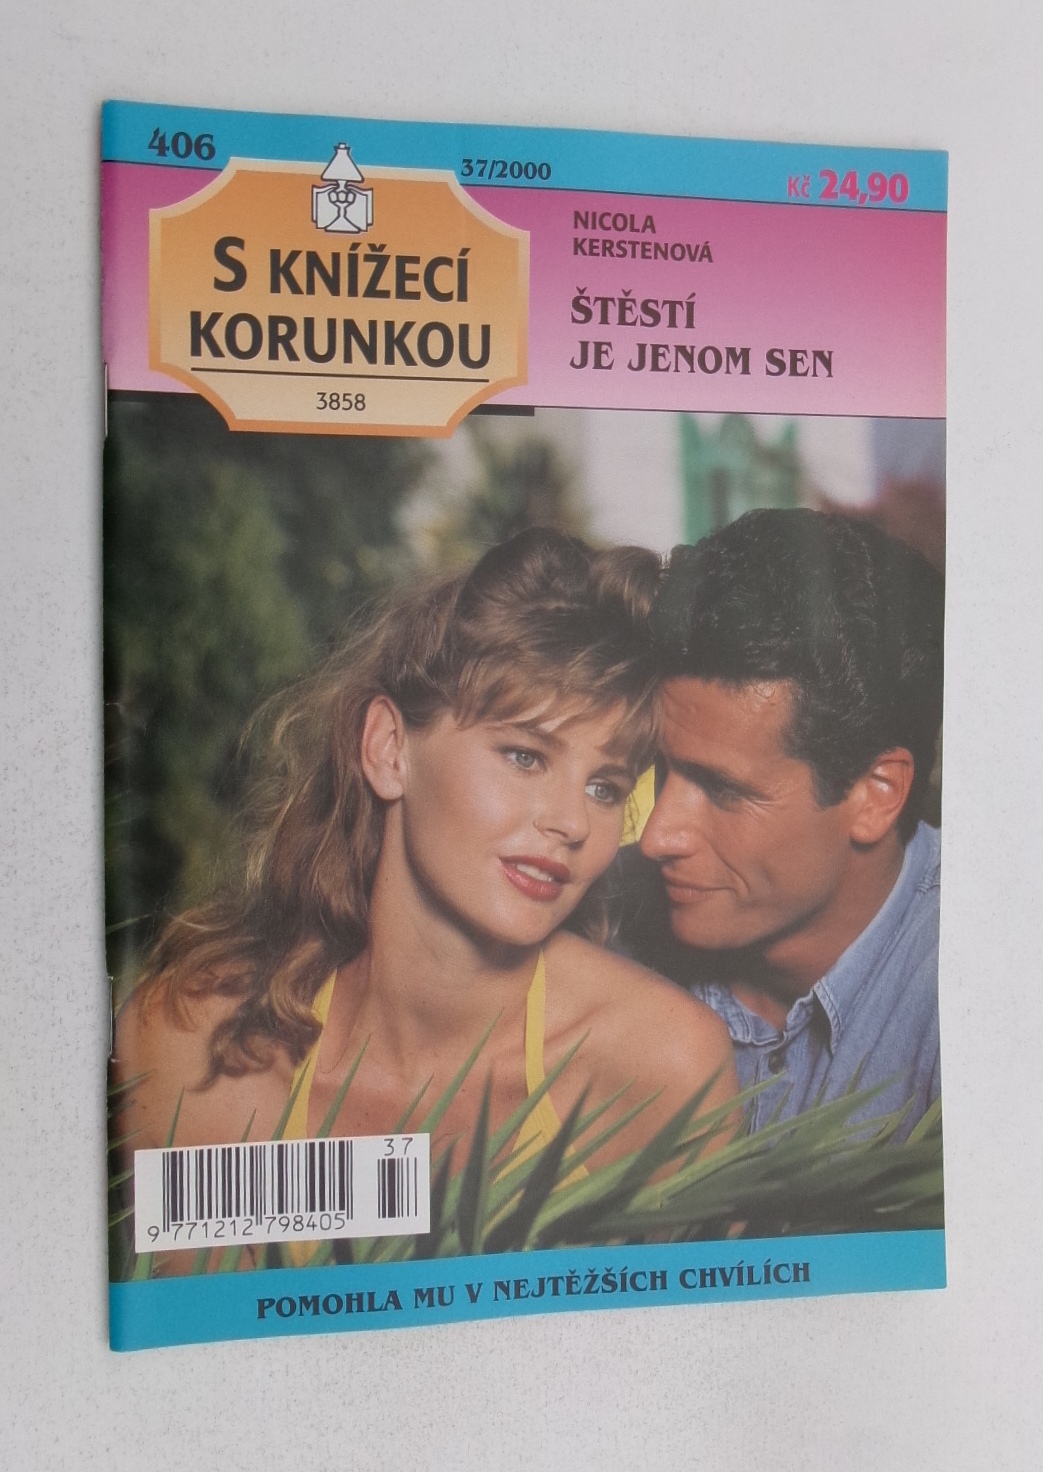 406
37/2000
Kč 24,90
S KNÍŽECÍ
KORUNKOU
3858
NICOLA
KERSTENOVÁ
ŠTĚSTÍ
JE JENOM SEN
37
9 771212 798405
POMOHLA MU V NEJTĚŽŠÍCH CHVÍLÍCH